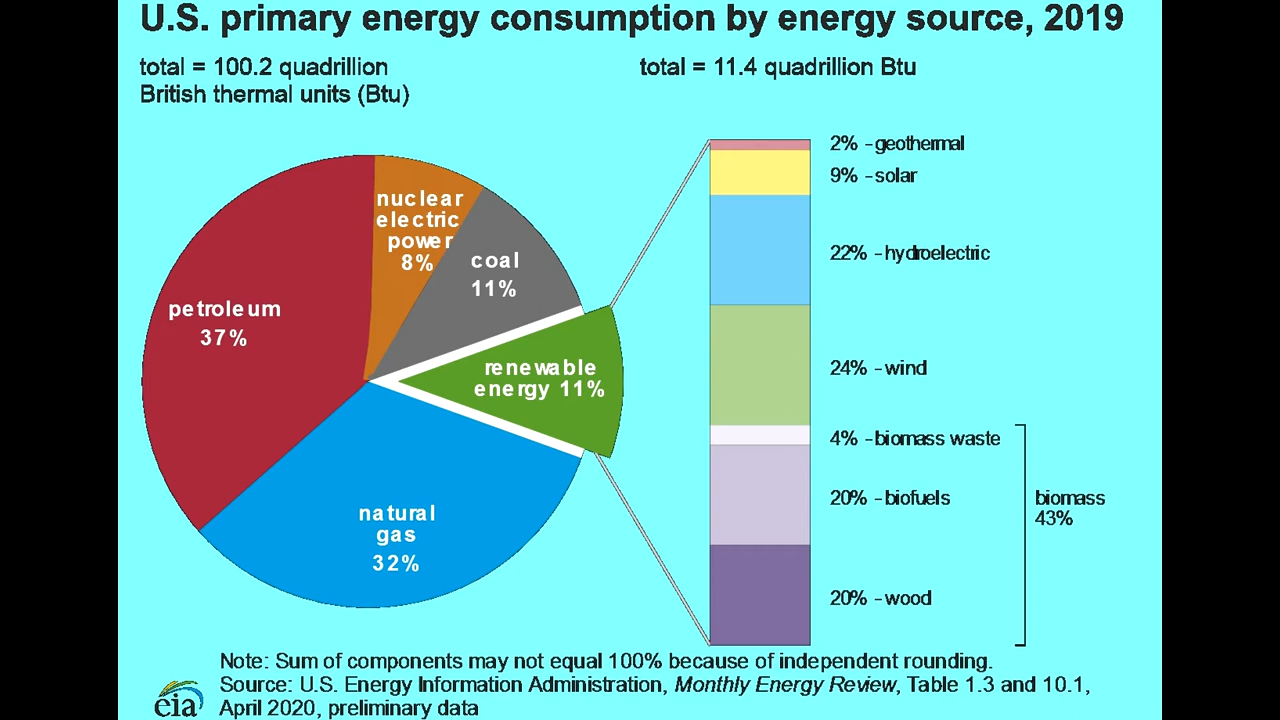 U.S. primary energy consumption by energy source, 2019
total = 100.2 quadrillion
British thermal units (Btu)
total = 11.4 quadrillion Btu
petroleum
37%
nuclear
electric
power
8%
coal
11%
renewable
energy 11%
natural
gas
32%
2% - geothermal
9% - solar
22% - hydroelectric
24% - wind
4% - biomass waste
20% - biofuels
20% - wood
biomass
43%
Note: Sum of components may not equal 100% because of independent rounding.
Source: U.S. Energy Information Administration, Monthly Energy Review, Table 1.3 and 10.1,
April 2020, preliminary data
eia